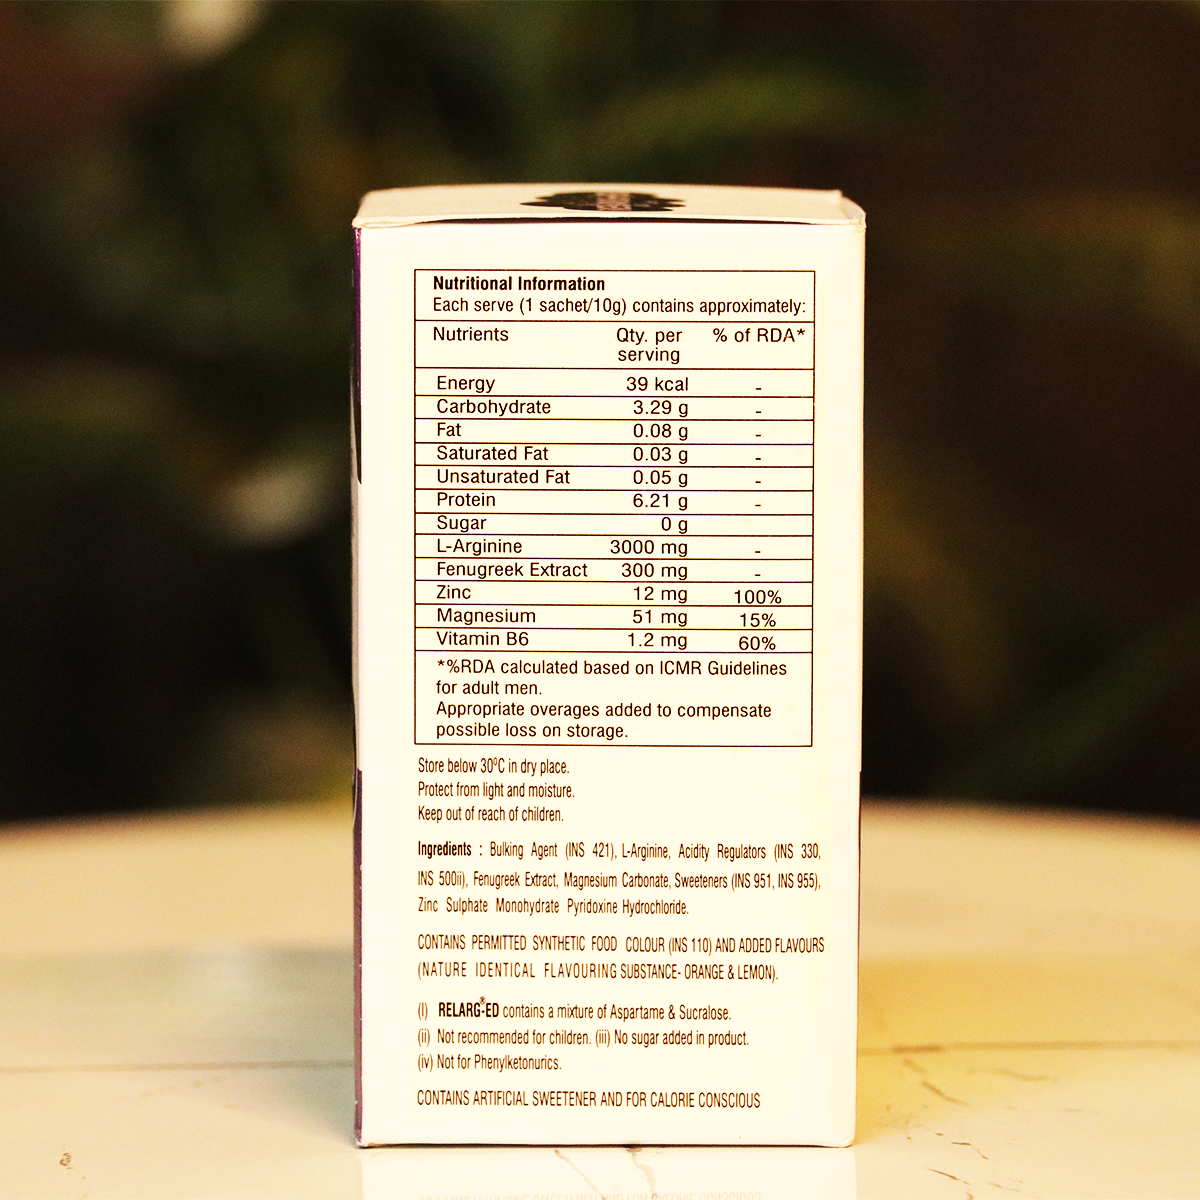 Nutritional Information
Each serve (1 sachet/10g) contains approximately:
Nutrients Qty. per serving % of RDA*
Energy 39 kcal -
Carbohydrate 3.29 g -
Fat 0.08 g -
Saturated Fat 0.03 g -
Unsaturated Fat 0.05 g -
Protein 6.21 g -
Sugar 0 g
L-Arginine 3000 mg -
Fenugreek Extract 300 mg -
Zinc 12 mg 100%
Magnesium 51 mg 15%
Vitamin B6 1.2 mg 60%
*%RDA calculated based on ICMR Guidelines
for adult men.
Appropriate overages added to compensate
possible loss on storage.
Store below 30ºC in dry place.
Protect from light and moisture.
Keep out of reach of children.
Ingredients : Bulking Agent (INS 421), L-Arginine, Acidity Regulators (INS 330,
INS 500ii), Fenugreek Extract, Magnesium Carbonate, Sweeteners (INS 951, INS 955),
Zinc Sulphate Monohydrate Pyridoxine Hydrochloride.
CONTAINS PERMITTED SYNTHETIC FOOD COLOUR (INS 110) AND ADDED FLAVOURS
(NATURE IDENTICAL FLAVOURING SUBSTANCE- ORANGE & LEMON).
(I) RELARG®-ED contains a mixture of Aspartame & Sucralose.
(ii) Not recommended for children. (iii) No sugar added in product.
(iv) Not for Phenylketonurics.
CONTAINS ARTIFICIAL SWEETENER AND FOR CALORIE CONSCIOUS